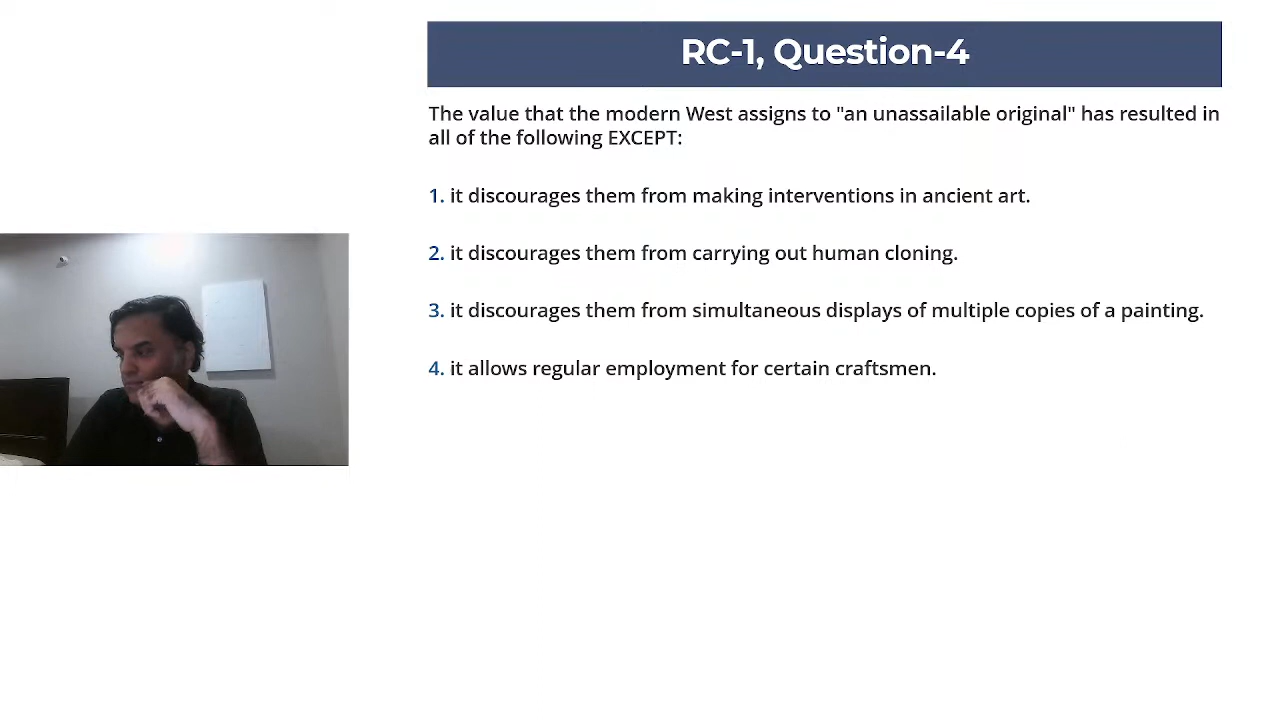 RC-1, Question-4
The value that the modern West assigns to "an unassailable original" has resulted in
all of the following EXCEPT:
1. it discourages them from making interventions in ancient art.
2. it discourages them from carrying out human cloning.
3. it discourages them from simultaneous displays of multiple copies of a painting.
4. it allows regular employment for certain craftsmen.